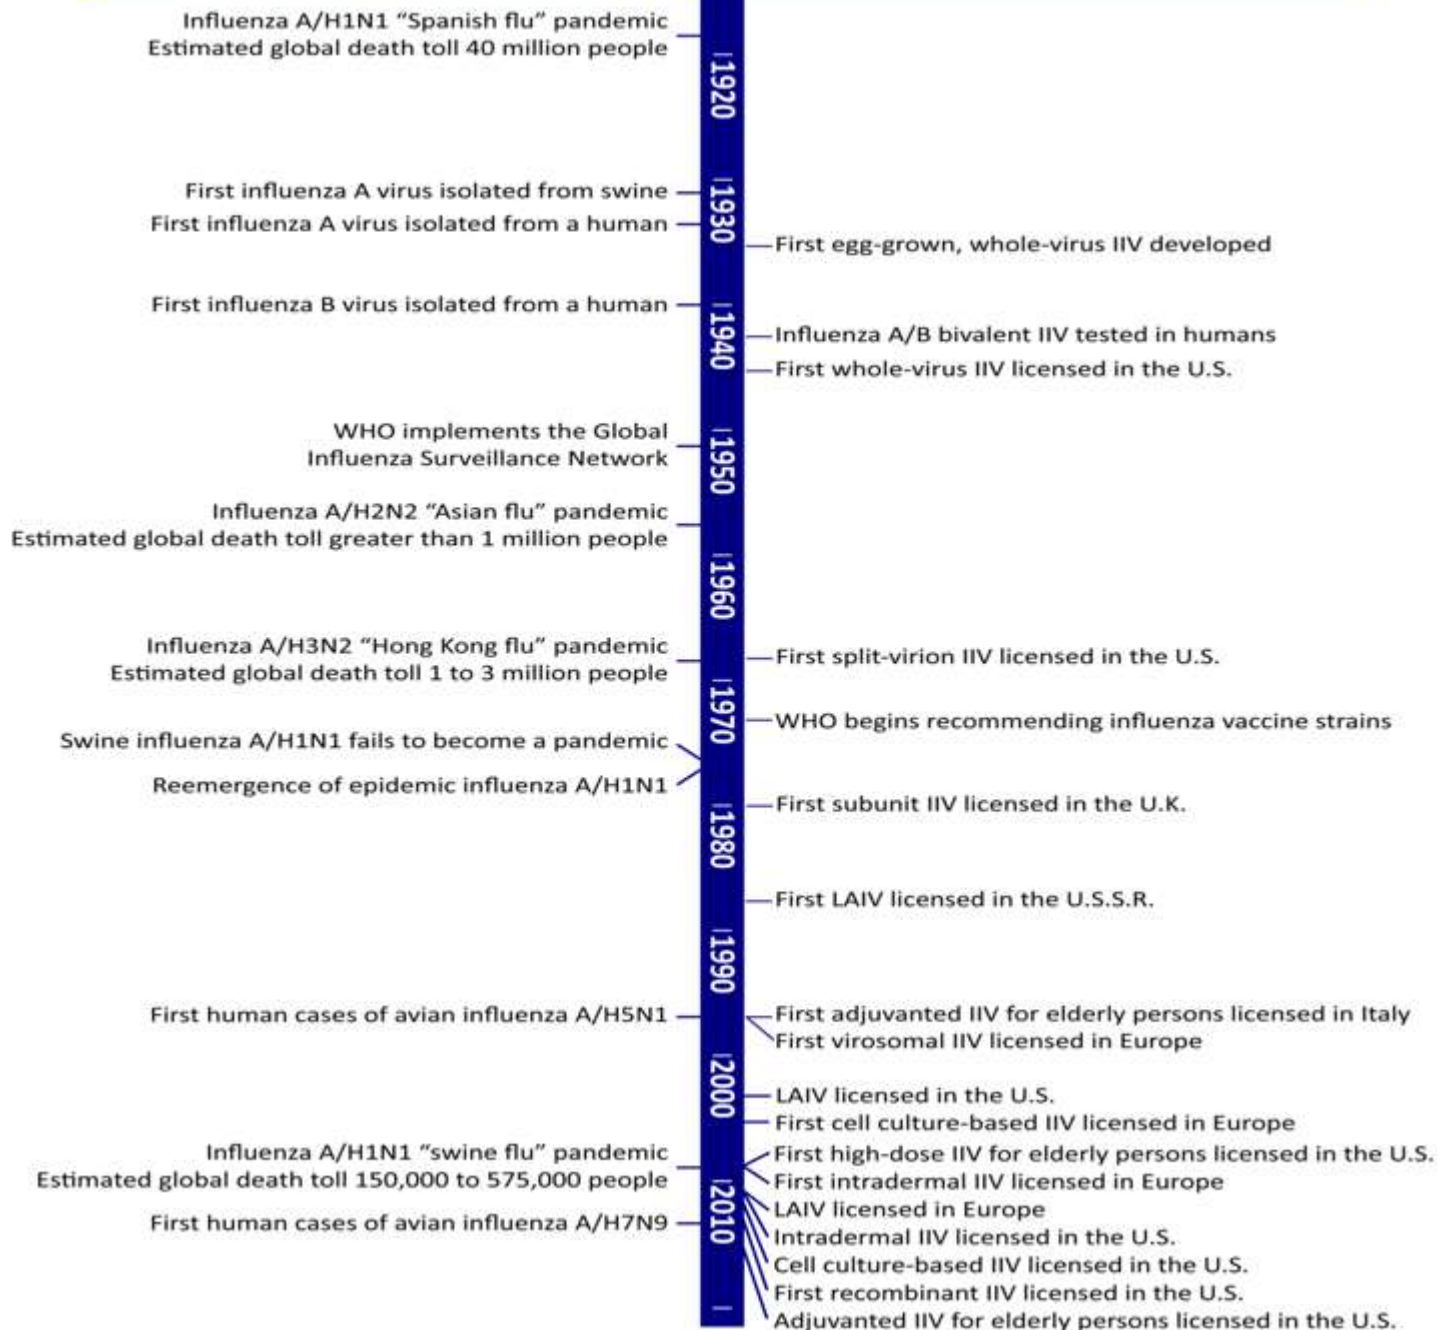 Influenza A/H1N1 “Spanish flu” pandemic
Estimated global death toll 40 million people
1920
First influenza A virus isolated from swine
1930
First influenza A virus isolated from a human
First egg-grown, whole-virus IIV developed
First influenza B virus isolated from a human
1940
Influenza A/B bivalent IIV tested in humans
First whole-virus IIV licensed in the U.S.
WHO implements the Global
Influenza Surveillance Network
1950
Influenza A/H2N2 “Asian flu” pandemic
Estimated global death toll greater than 1 million people
1960
Influenza A/H3N2 “Hong Kong flu” pandemic
Estimated global death toll 1 to 3 million people
First split-virion IIV licensed in the U.S.
1970
WHO begins recommending influenza vaccine strains
Swine influenza A/H1N1 fails to become a pandemic
Reemergence of epidemic influenza A/H1N1
First subunit IIV licensed in the U.K.
1980
First LAIV licensed in the U.S.S.R.
1990
First human cases of avian influenza A/H5N1
First adjuvanted IIV for elderly persons licensed in Italy
First virosomal IIV licensed in Europe
2000
LAIV licensed in the U.S.
First cell culture-based IIV licensed in Europe
Influenza A/H1N1 “swine flu” pandemic
Estimated global death toll 150,000 to 575,000 people
First high-dose IIV for elderly persons licensed in the U.S.
First intradermal IIV licensed in Europe
2010
LAIV licensed in Europe
First human cases of avian influenza A/H7N9
Intradermal IIV licensed in the U.S.
Cell culture-based IIV licensed in the U.S.
First recombinant IIV licensed in the U.S.
Adjuvanted IIV for elderly persons licensed in the U.S.